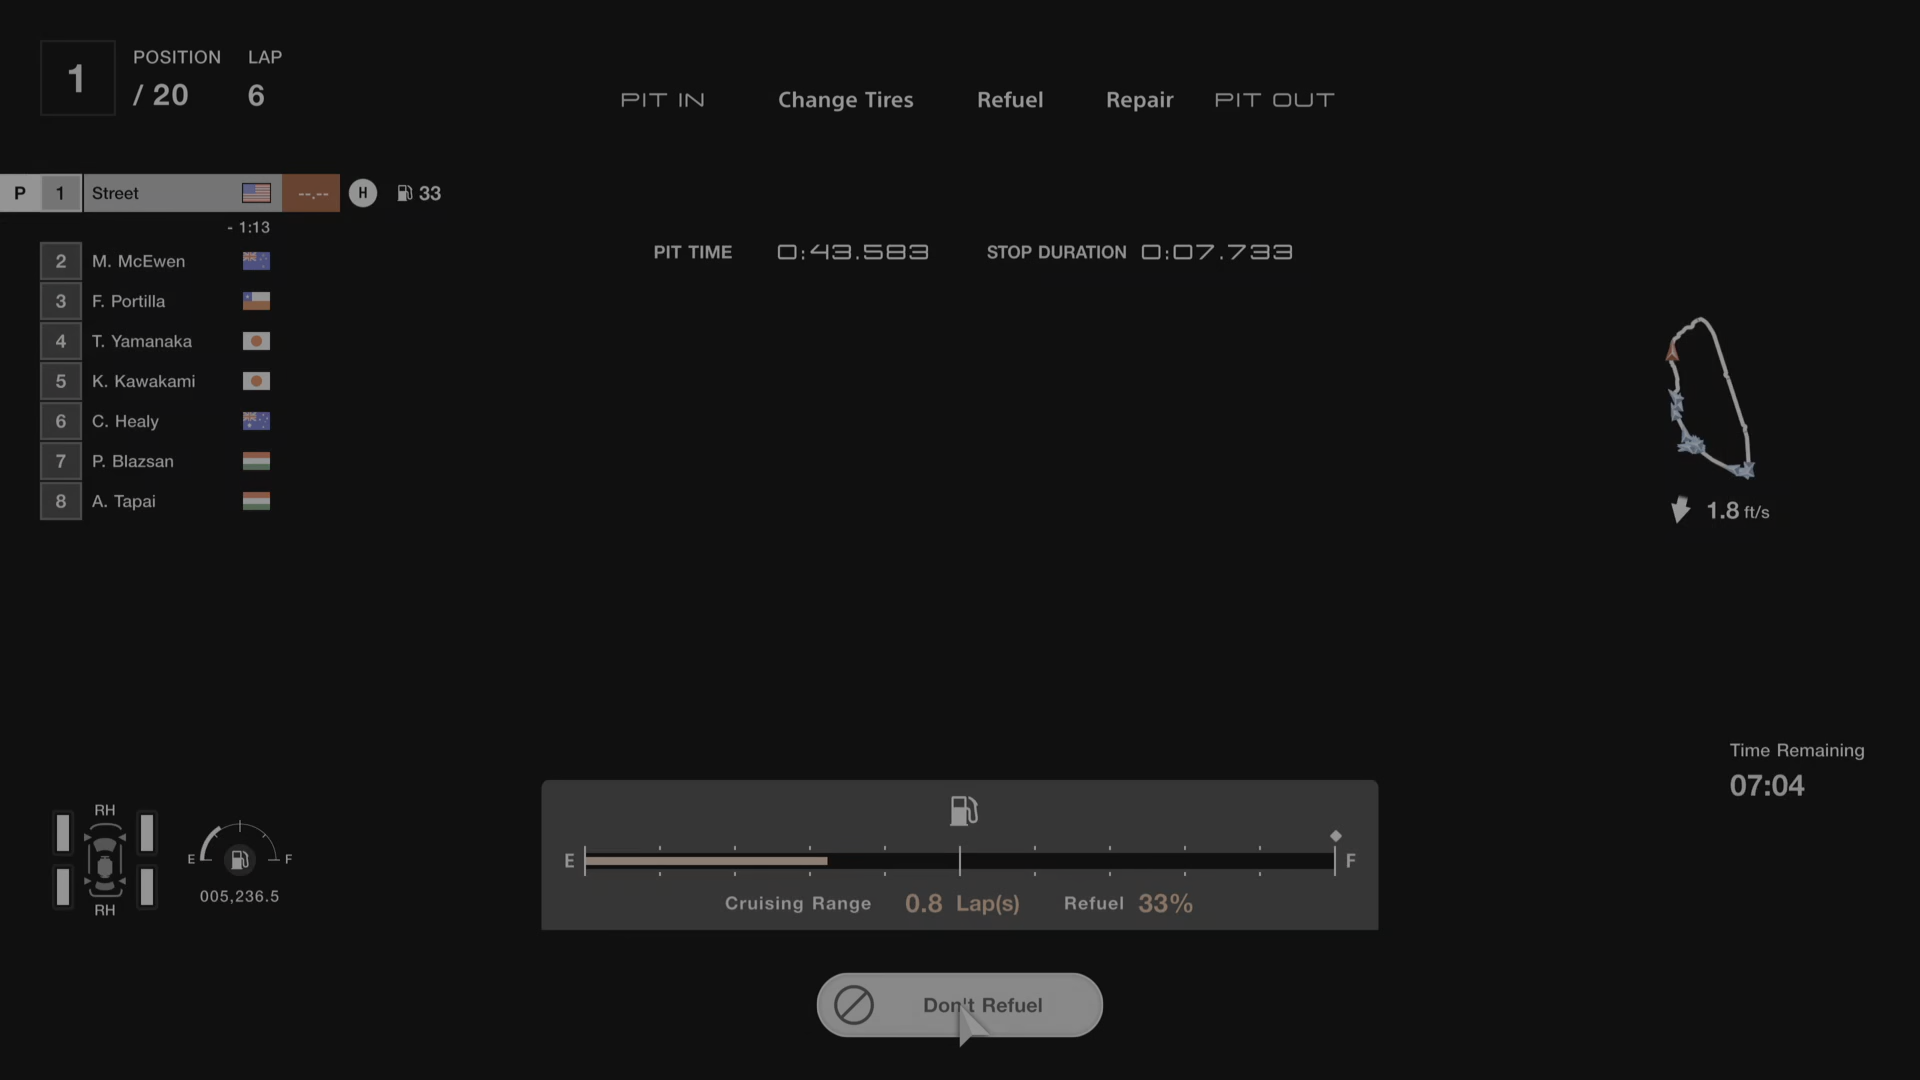 1
POSITION LAP
/ 20 6
PIT IN Change Tires Refuel Repair PIT OUT
P 1 Street --.-- H 33
- 1:13
PIT TIME 0:43.583 STOP DURATION 0:07.733
2 M. McEwen
3 F. Portilla
4 T. Yamanaka
5 K. Kawakami
6 C. Healy
7 P. Blazsan
8 A. Tapai
1.8 ft/s
Time Remaining
07:04
RH
E F
005,236.5
RH
E F
Cruising Range 0.8 Lap(s) Refuel 33%
Don't Refuel